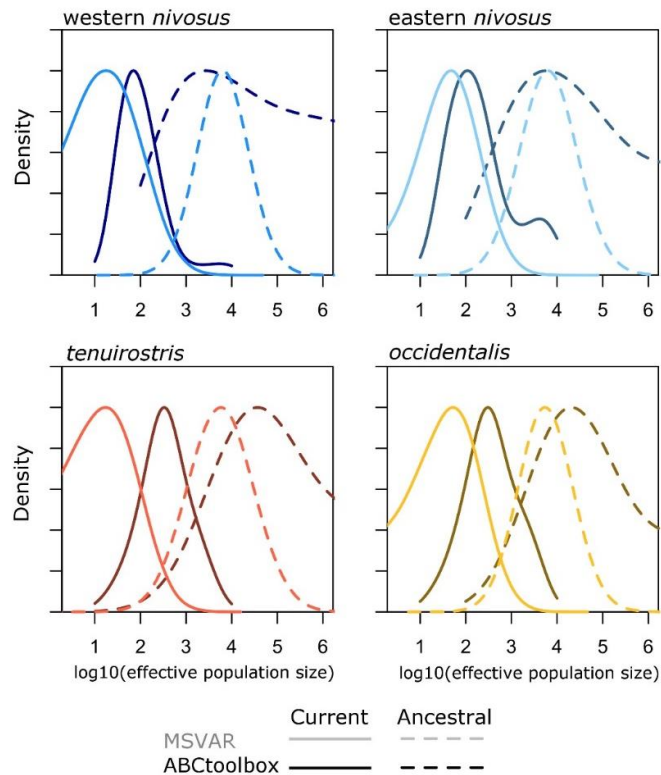 western nivosus
eastern nivosus
Density
1 2 3 4 5 6
1 2 3 4 5 6
tenuirostris
occidentalis
Density
1 2 3 4 5 6
1 2 3 4 5 6
log10(effective population size)
log10(effective population size)
Current Ancestral
MSVAR
ABCtoolbox